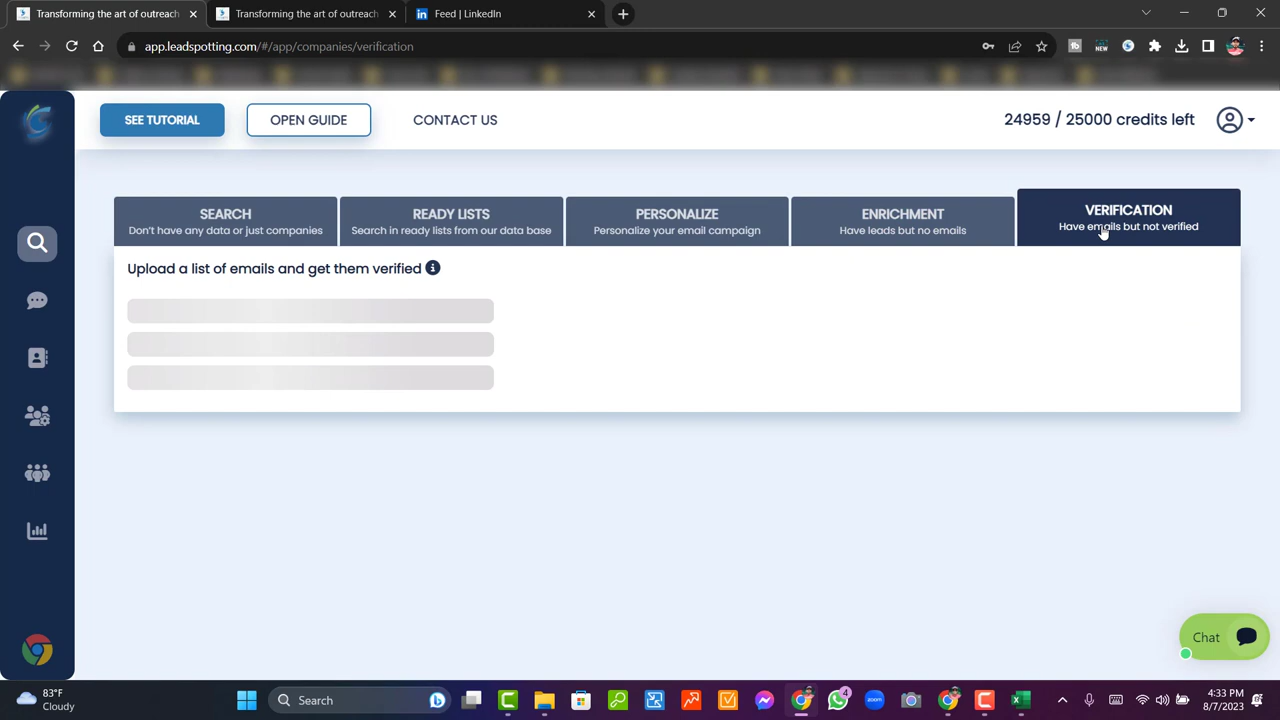 Transforming the art of outreach
Transforming the art of outreach
Feed | LinkedIn
app.leadspotting.com/#/app/companies/verification
NEW
SEE TUTORIAL
OPEN GUIDE
CONTACT US
24959 / 25000 credits left
SEARCH
Don't have any data or just companies
READY LISTS
Search in ready lists from our data base
PERSONALIZE
Personalize your email campaign
ENRICHMENT
Have leads but no emails
VERIFICATION
Have emails but not verified
Upload a list of emails and get them verified
Chat
83°F
Cloudy
Search
4
zoom
4:33 PM
8/7/2023